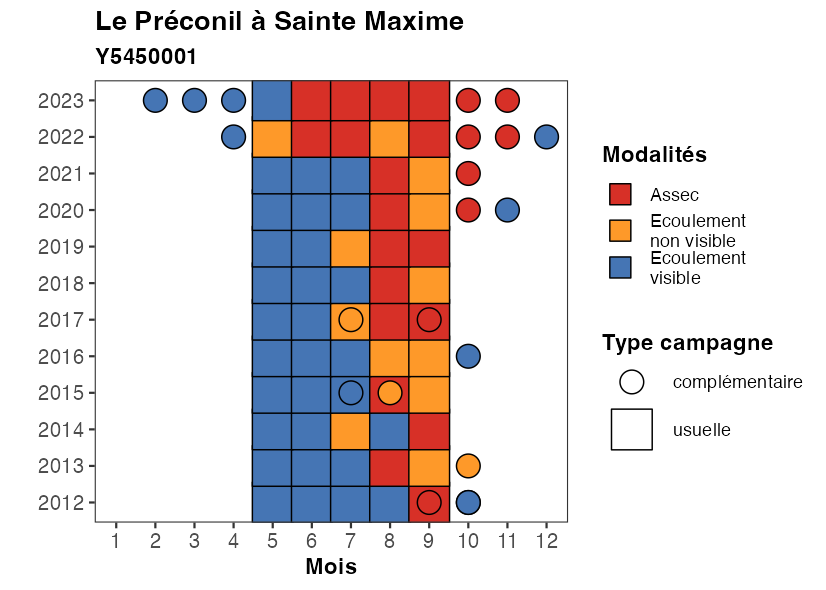 Le Préconil à Sainte Maxime
Y5450001
2023
2022
2021
2020
2019
2018
2017
2016
2015
2014
2013
2012
1 2 3 4 5 6 7 8 9 10 11 12
Mois
Modalités
Assec
Ecoulement
non visible
Ecoulement
visible
Type campagne
complémentaire
usuelle